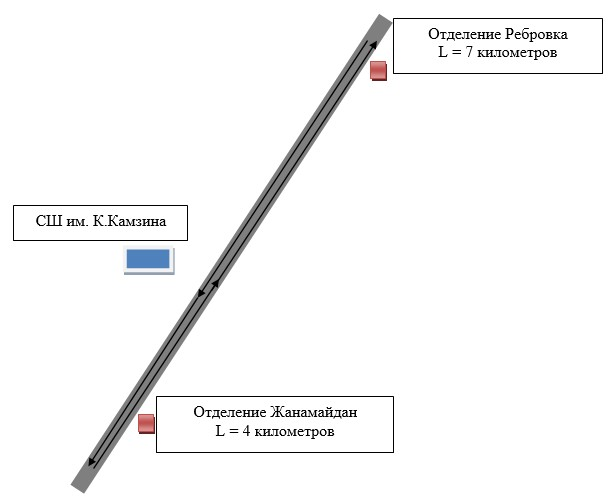 Отделение Ребровка
L = 7 километров
СШ им. К.Камзина
Отделение Жанамайдан
L = 4 километров